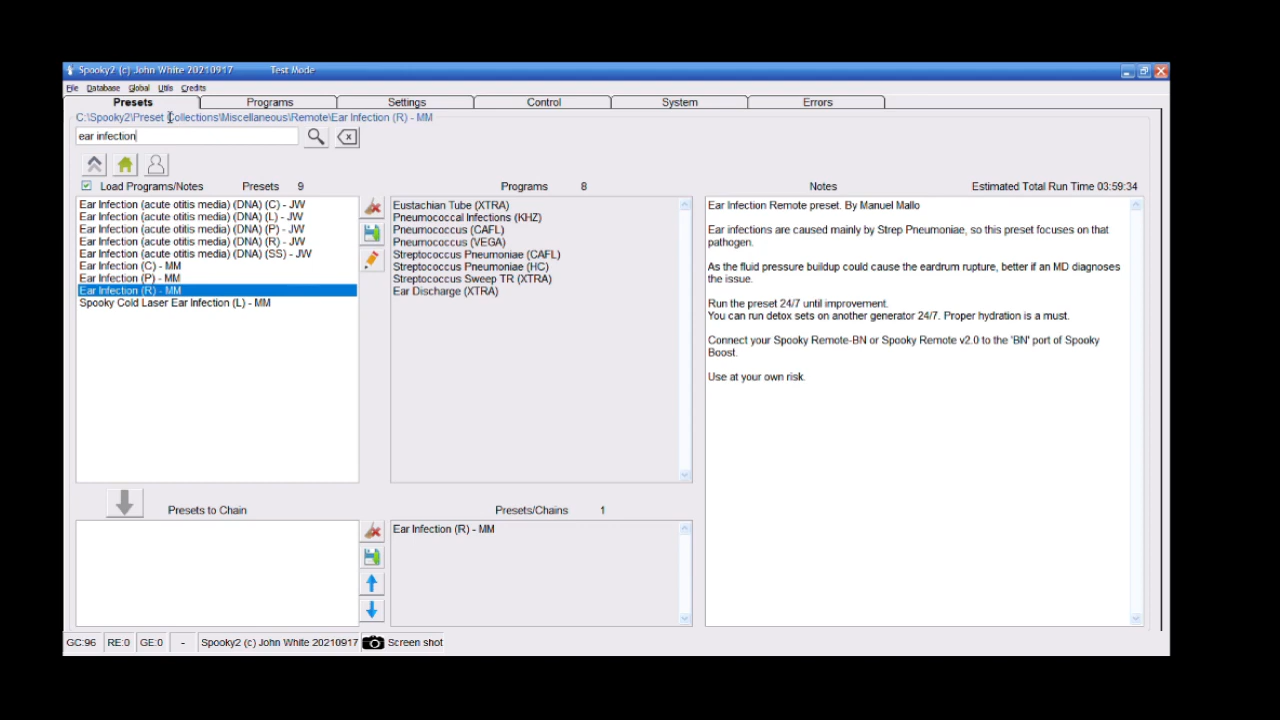 Spooky2 (c) John White 20210917 Test Mode
File Database Global Utils Credits
Presets Programs Settings Control System Errors
C:\Spooky2\Preset Collections\Miscellaneous\Remote\Ear Infection (R) - MM
ear infection
Load Programs/Notes Presets 9 Programs 8 Notes Estimated Total Run Time 03:59:34
Ear Infection (acute otitis media) (DNA) (C) - JW
Ear Infection (acute otitis media) (DNA) (L) - JW
Ear Infection (acute otitis media) (DNA) (P) - JW
Ear Infection (acute otitis media) (DNA) (R) - JW
Ear Infection (acute otitis media) (DNA) (SS) - JW
Ear Infection (C) - MM
Ear Infection (P) - MM
Ear Infection (R) - MM
Spooky Cold Laser Ear Infection (L) - MM
Eustachian Tube (XTRA)
Pneumococcal Infections (KHZ)
Pneumococcus (CAFL)
Pneumococcus (VEGA)
Streptococcus Pneumoniae (CAFL)
Streptococcus Pneumoniae (HC)
Streptococcus Sweep TR (XTRA)
Ear Discharge (XTRA)
Ear Infection Remote preset. By Manuel Mallo
Ear infections are caused mainly by Strep Pneumoniae, so this preset focuses on that
pathogen.
As the fluid pressure buildup could cause the eardrum rupture, better if an MD diagnoses
the issue.
Run the preset 24/7 until improvement.
You can run detox sets on another generator 24/7. Proper hydration is a must.
Connect your Spooky Remote-BN or Spooky Remote v2.0 to the 'BN' port of Spooky
Boost.
Use at your own risk.
Presets to Chain Presets/Chains 1
Ear Infection (R) - MM
GC:96 RE:0 GE:0 - Spooky2 (c) John White 20210917 Screen shot